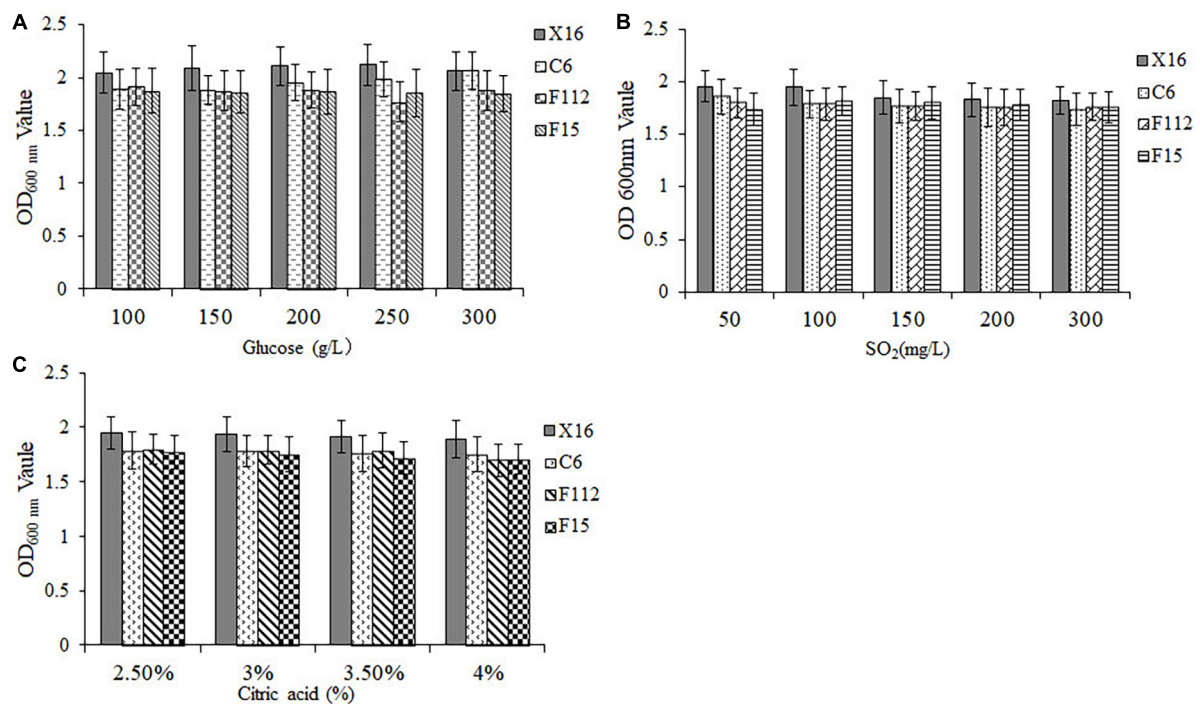 A
2.5
2
1.5
1
0.5
0
OD600 nm Value
100 150 200 250 300
Glucose (g/L)
X16
C6
F112
F15
B
2.5
2
1.5
1
0.5
0
OD 600nm Vaule
50 100 150 200 300
SO2(mg/L)
X16
C6
F112
F15
C
2.5
2
1.5
1
0.5
0
OD600 nm Vaule
2.50% 3% 3.50% 4%
Citric acid (%)
X16
C6
F112
F15